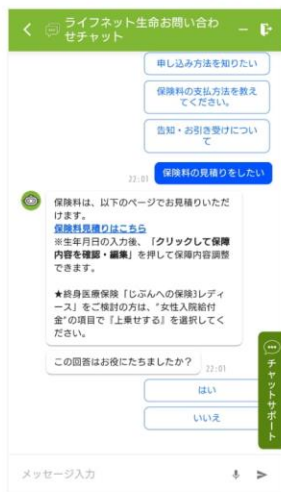 ライフネット生命お問い合わ
せチャット
申し込み方法を知りたい
保険料の支払方法を教え
てください。
告知・お引き受けについ
て
22:01 保険料の見積りをしたい
保険料は、以下のページでお見積りいただ
けます。
保険料見積りはこちら
※生年月日の入力後、「クリックして保障
内容を確認・編集」を押して保障内容調整
できます。
★終身医療保険「じぶんへの保険3レディ
ース」をご検討の方は、"女性入院給付
金"の項目で『上乗せする』を選択してく
ださい。
この回答はお役にたちましたか？ 22:01
はい
いいえ
チャットサポート
メッセージ入力